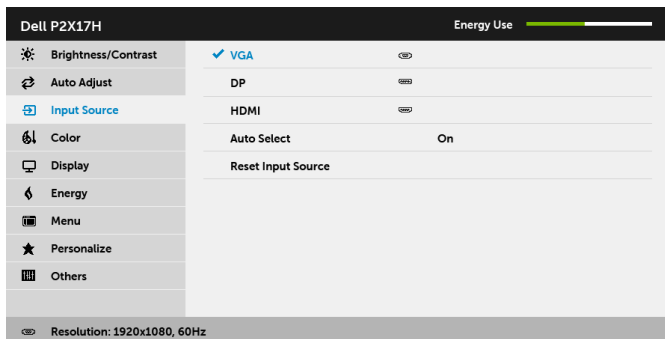 Dell P2X17H
Energy Use
Brightness/Contrast
Auto Adjust
Input Source
Color
Display
Energy
Menu
Personalize
Others
VGA
DP
HDMI
Auto Select On
Reset Input Source
Resolution: 1920x1080, 60Hz